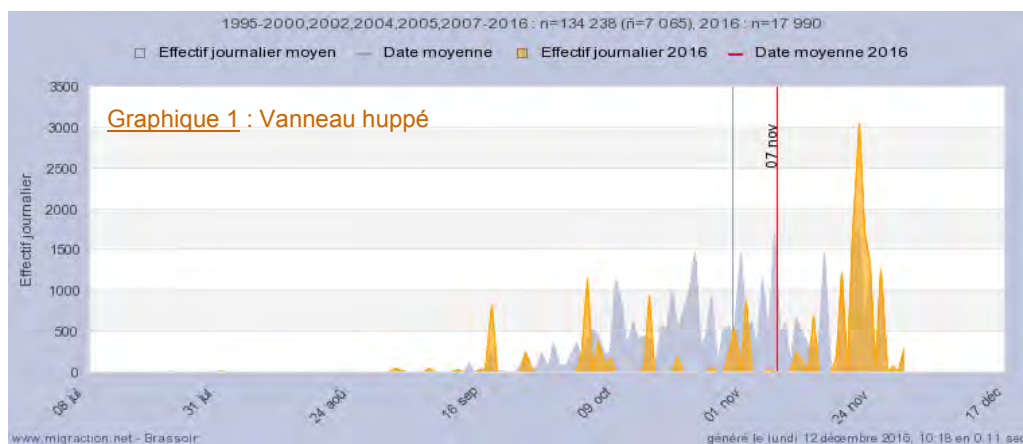 1995-2000,2002,2004,2005,2007-2016 : n=134 238 (ñ=7 065), 2016 : n=17 990
Effectif journalier moyen Date moyenne Effectif journalier 2016 Date moyenne 2016
Graphique 1 : Vanneau huppé
Effectif journalier
3500
3000
2500
2000
1500
1000
500
0
07 nov
08 jui
31 jui
24 aoû
16 sep
09 oct
01 nov
24 nov
17 déc
www.migraction.net - Brassoir
généré le lundi 12 décembre 2016, 10:18 en 0.11 sec